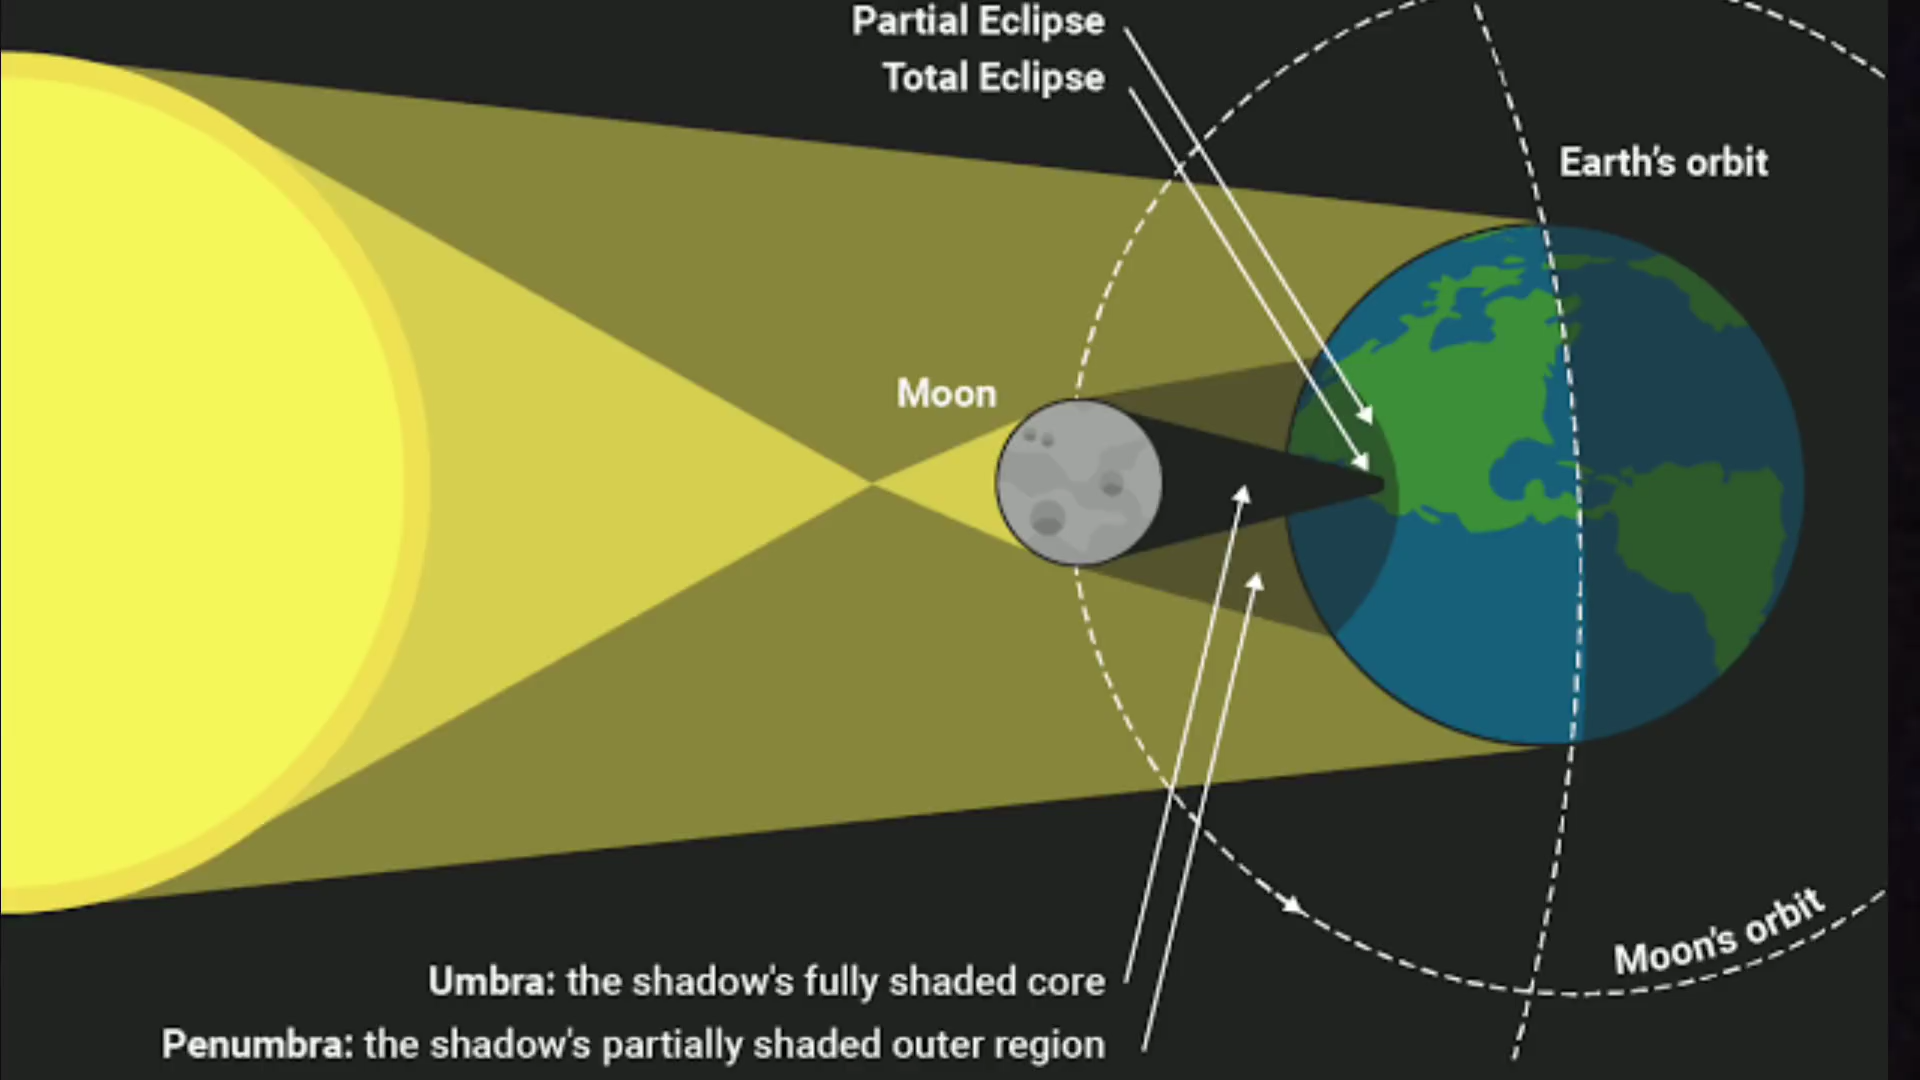 Partial Eclipse
Total Eclipse
Earth's orbit
Moon
Moon's orbit
Umbra: the shadow's fully shaded core
Penumbra: the shadow's partially shaded outer region